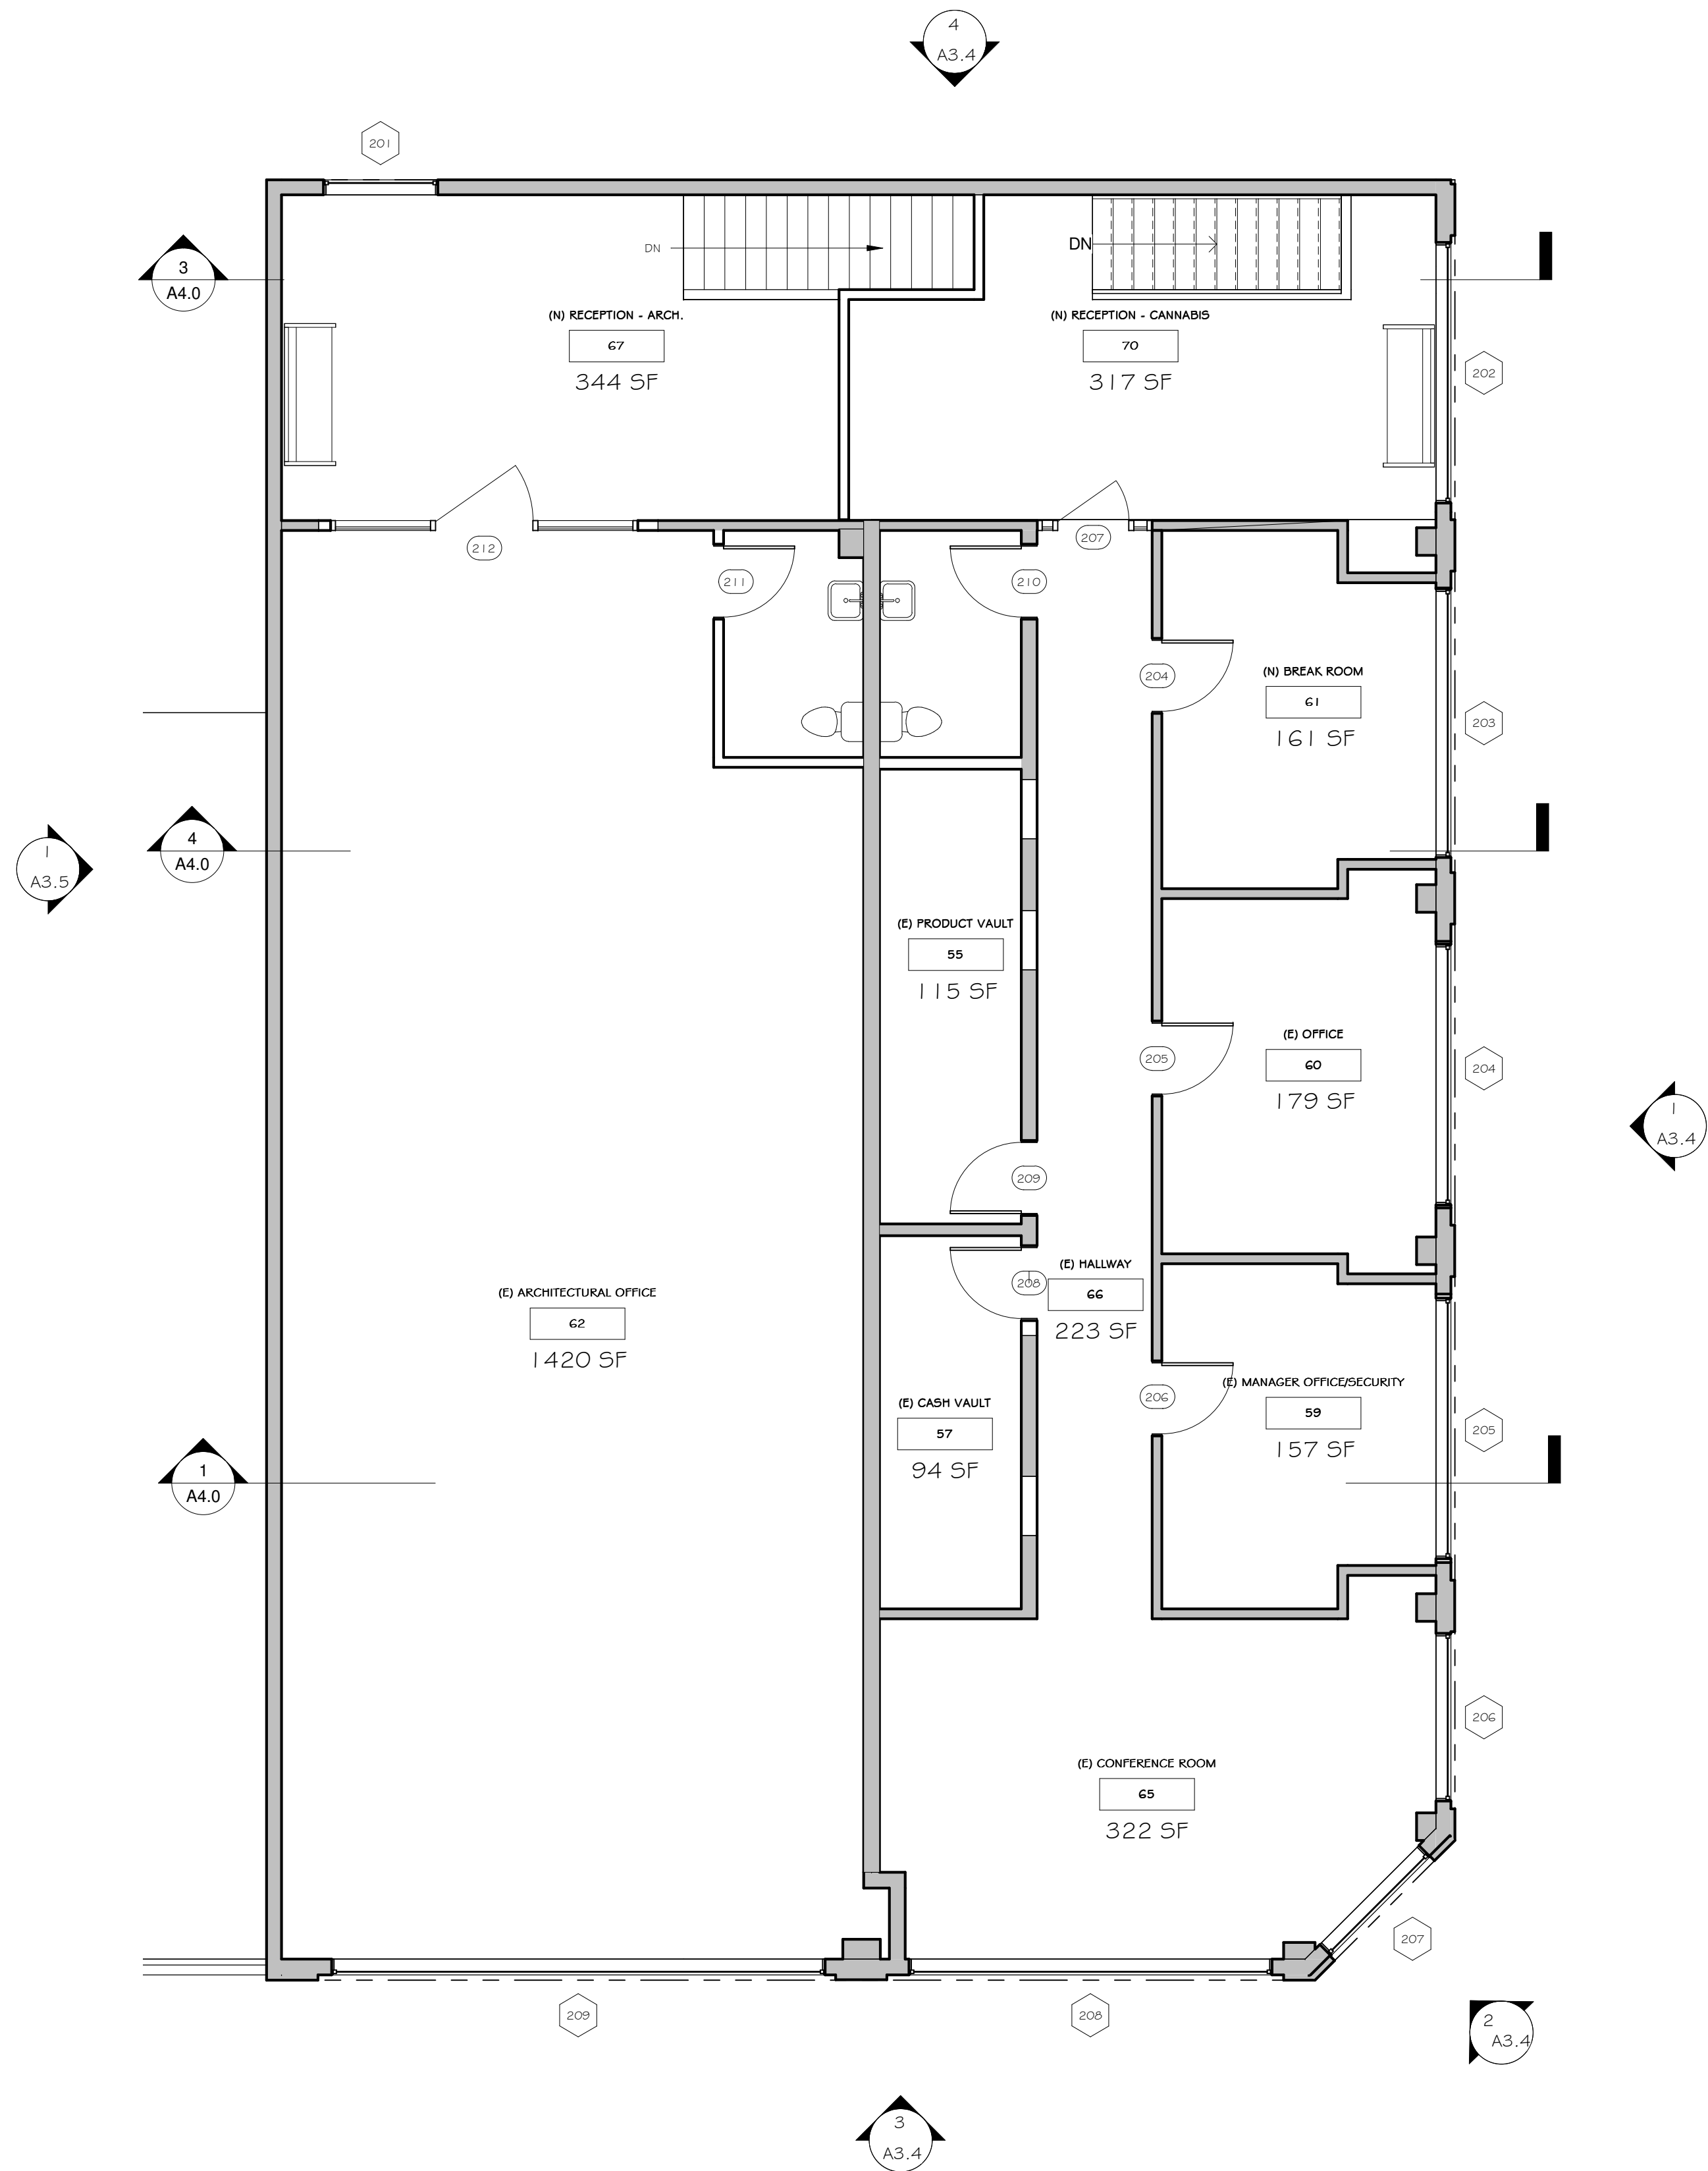 4
A3.4
201
3
A4.0
DN
DN
(N) RECEPTION - ARCH.
67
344 SF
(N) RECEPTION - CANNABIS
70
317 SF
202
212
207
211
210
204
(N) BREAK ROOM
61
161 SF
203
4
A4.0
1
A3.5
(E) PRODUCT VAULT
55
115 SF
(E) OFFICE
60
179 SF
205
204
1
A3.4
209
(E) HALLWAY
66
223 SF
208
(E) ARCHITECTURAL OFFICE
62
1420 SF
(E) MANAGER OFFICE/SECURITY
59
157 SF
206
205
(E) CASH VAULT
57
94 SF
1
A4.0
206
(E) CONFERENCE ROOM
65
322 SF
207
209
208
2
A3.4
3
A3.4